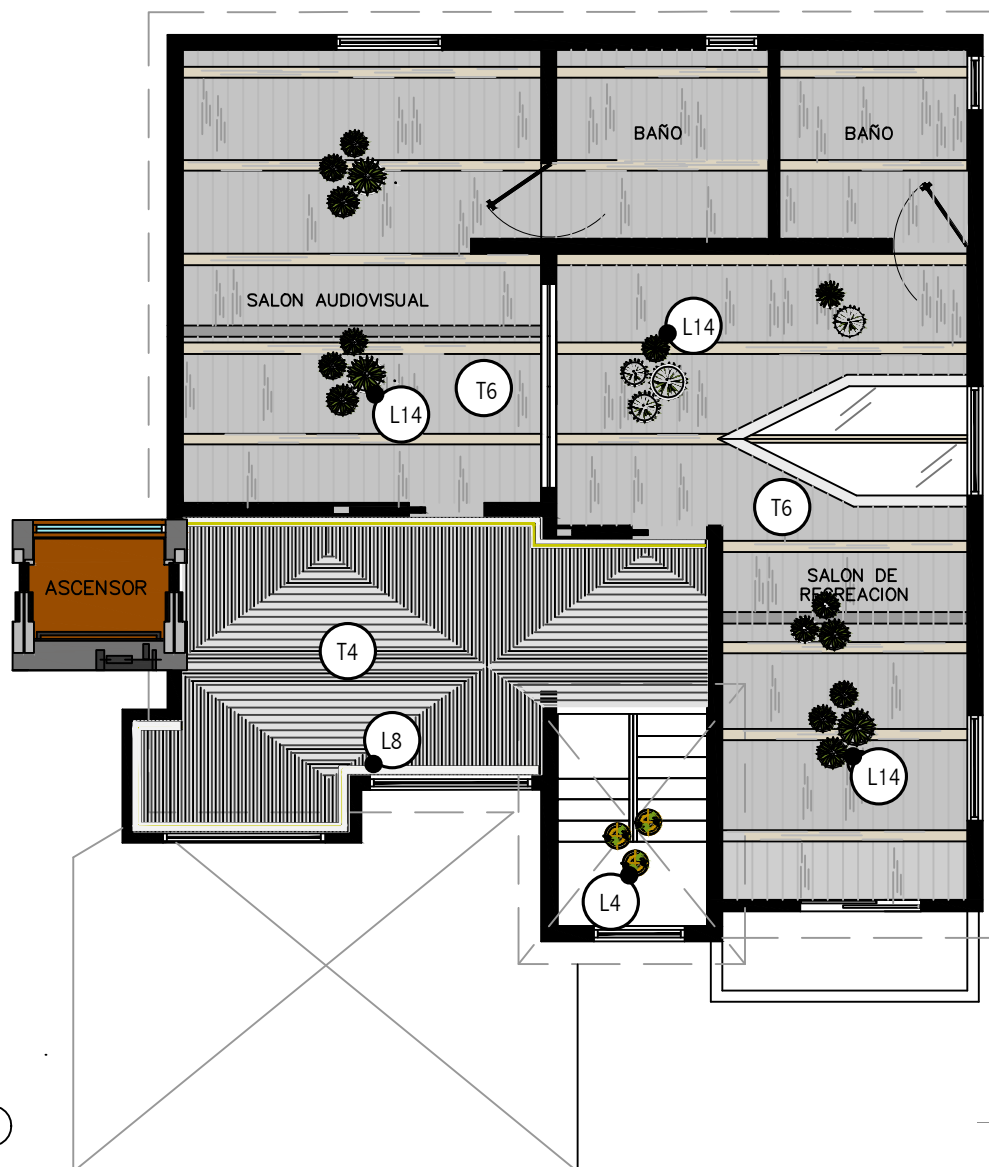 BAÑO
BAÑO
SALON AUDIOVISUAL
L14
T6
L14
T6
SALON DE
RECREACION
ASCENSOR
T4
L8
L14
L4